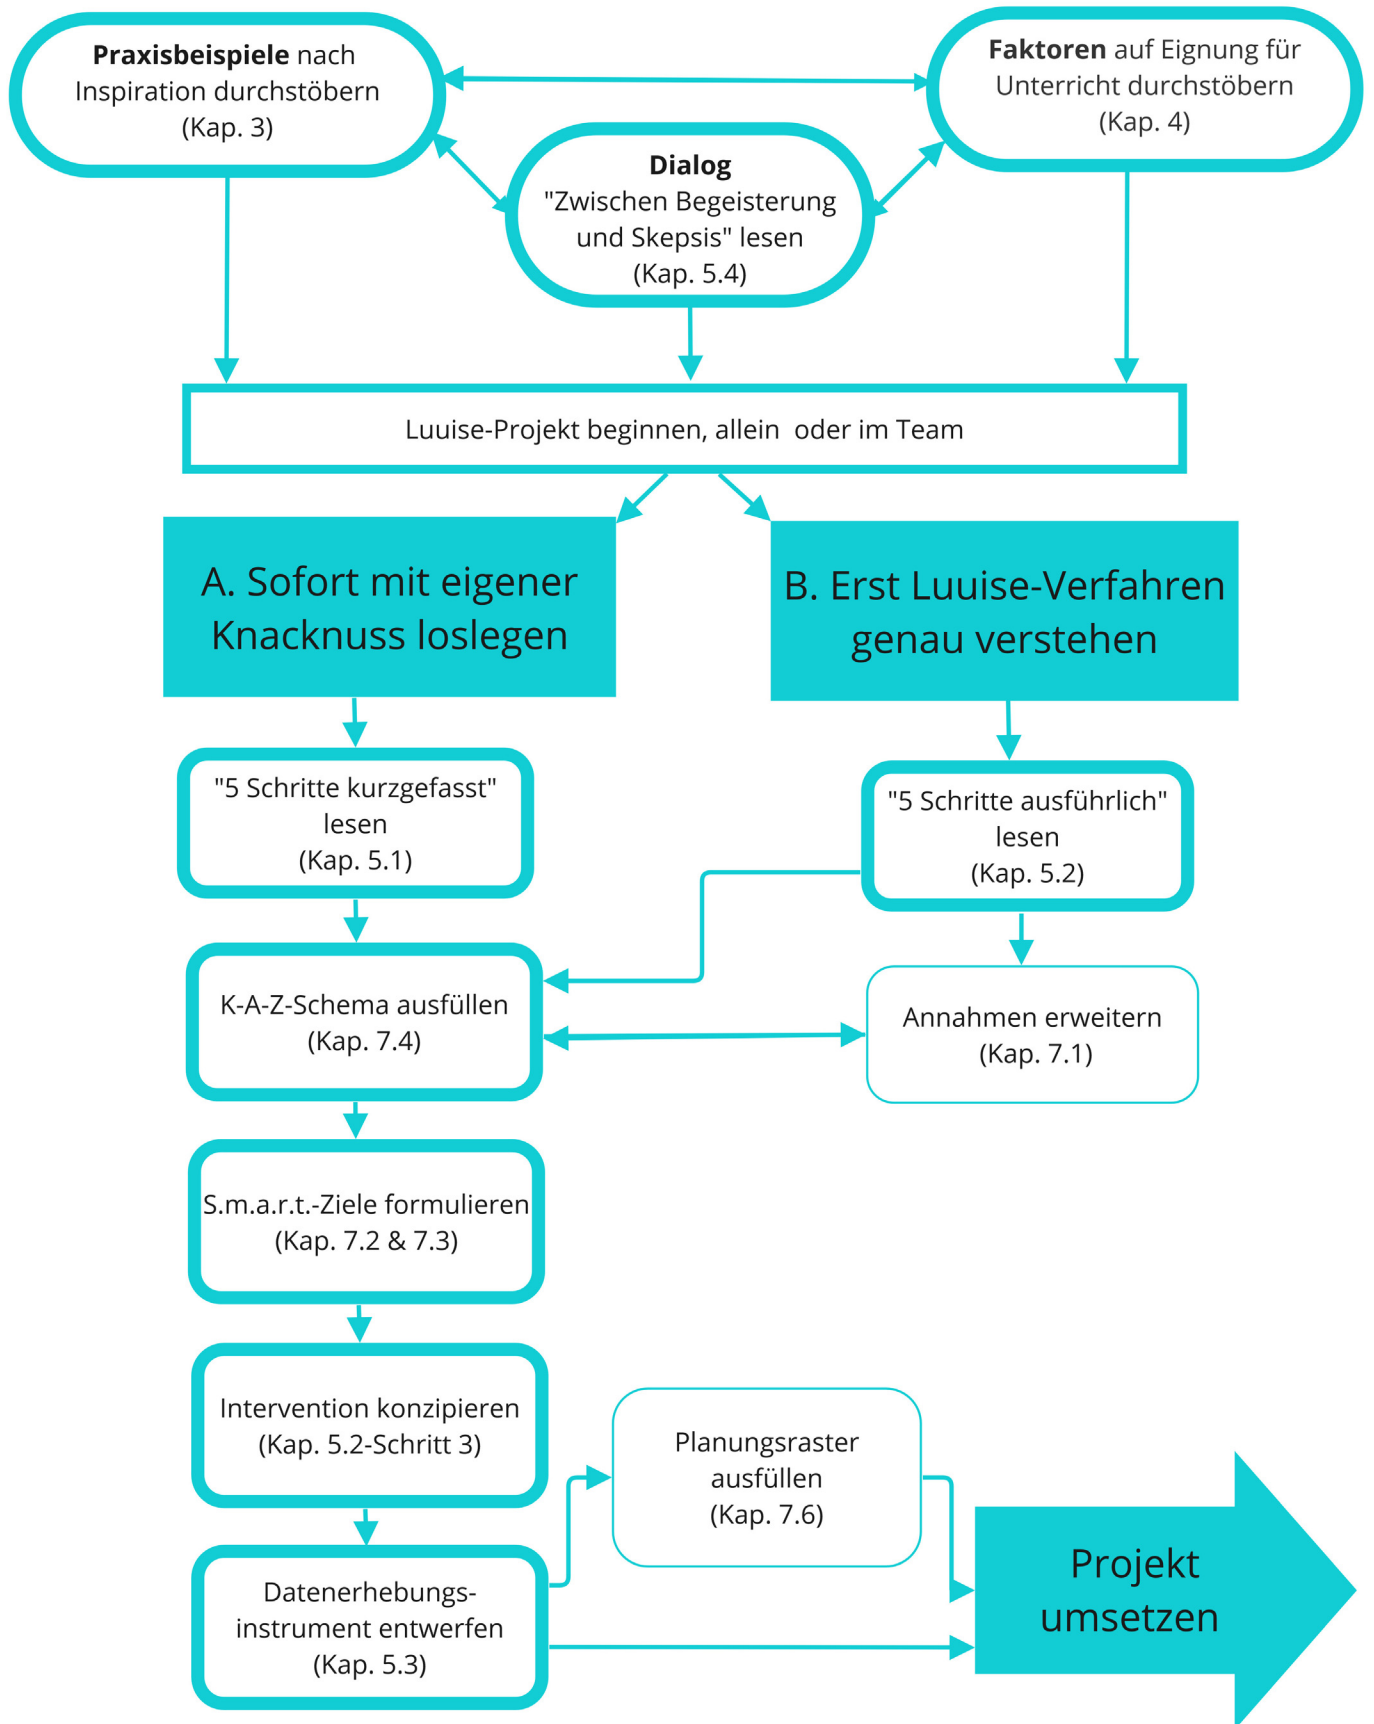 Praxisbeispiele nach
Inspiration durchstöbern
(Kap. 3)
Faktoren auf Eignung für
Unterricht durchstöbern
(Kap. 4)
Dialog
"Zwischen Begeisterung
und Skepsis" lesen
(Kap. 5.4)
Luuise-Projekt beginnen, allein  oder im Team
A. Sofort mit eigener
Knacknuss loslegen
B. Erst Luuise-Verfahren
genau verstehen
"5 Schritte kurzgefasst"
lesen
(Kap. 5.1)
"5 Schritte ausführlich"
lesen
(Kap. 5.2)
K-A-Z-Schema ausfüllen
(Kap. 7.4)
Annahmen erweitern
(Kap. 7.1)
S.m.a.r.t.-Ziele formulieren
(Kap. 7.2 & 7.3)
Intervention konzipieren
(Kap. 5.2-Schritt 3)
Planungsraster
ausfüllen
(Kap. 7.6)
Datenerhebungs-
instrument entwerfen
(Kap. 5.3)
Projekt
umsetzen